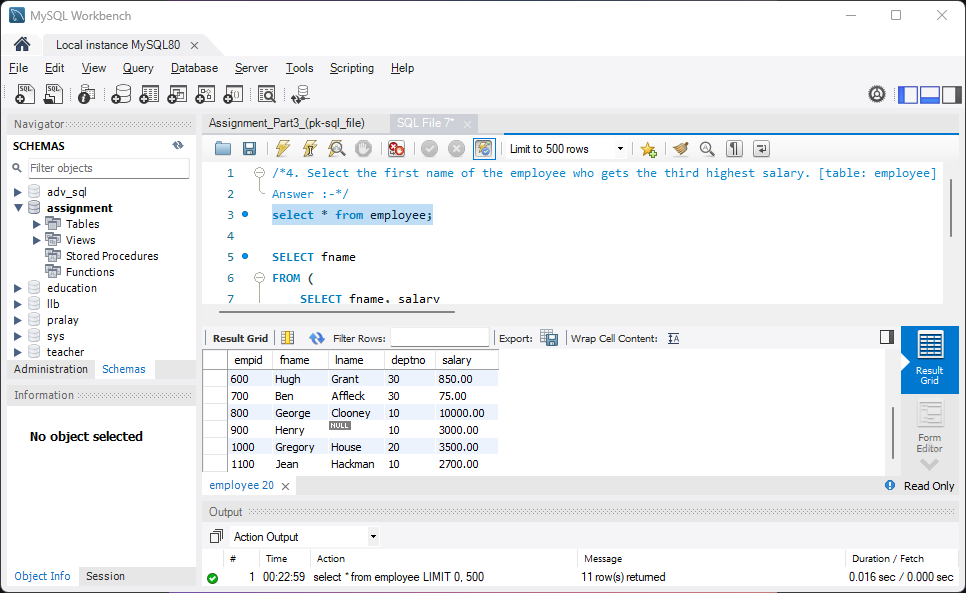 MySQL Workbench
Local instance MySQL80
File Edit View Query Database Server Tools Scripting Help
Navigator
SCHEMAS
Filter objects
adv_sql
assignment
Tables
Views
Stored Procedures
Functions
education
llb
pralay
sys
teacher
Administration Schemas
Information
No object selected
Object Info Session
Assignment_Part3_(pk-sql_file) SQL File 7*
Limit to 500 rows
1 /*4. Select the first name of the employee who gets the third highest salary. [table: employee]
2 Answer :-*/
3 select * from employee;
4
5 SELECT fname
6 FROM (
7 SELECT fname, salary
Result Grid Filter Rows: Export: Wrap Cell Content:
empid fname lname deptno salary
600 Hugh Grant 30 850.00
700 Ben Affleck 30 75.00
800 George Clooney 10 10000.00
900 Henry NULL 10 3000.00
1000 Gregory House 20 3500.00
1100 Jean Hackman 10 2700.00
Result
Grid
Form
Editor
employee 20
Read Only
Output
Action Output
# Time Action Message Duration / Fetch
1 00:22:59 select * from employee LIMIT 0, 500 11 row(s) returned 0.016 sec / 0.000 sec